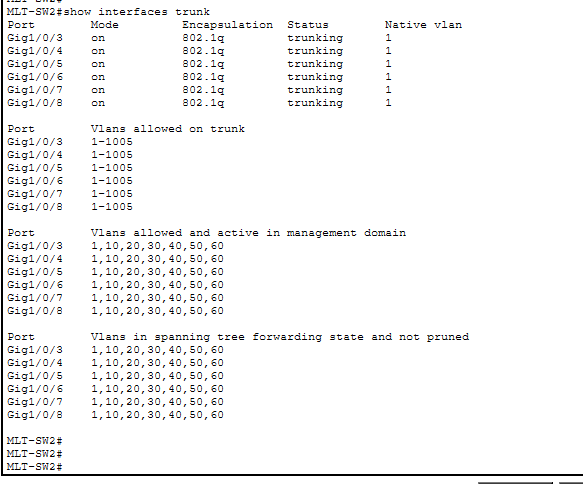 MLT-SW2#show interfaces trunk
Port        Mode         Encapsulation  Status        Native vlan
Gig1/0/3    on           802.1q         trunking      1
Gig1/0/4    on           802.1q         trunking      1
Gig1/0/5    on           802.1q         trunking      1
Gig1/0/6    on           802.1q         trunking      1
Gig1/0/7    on           802.1q         trunking      1
Gig1/0/8    on           802.1q         trunking      1

Port        Vlans allowed on trunk
Gig1/0/3    1-1005
Gig1/0/4    1-1005
Gig1/0/5    1-1005
Gig1/0/6    1-1005
Gig1/0/7    1-1005
Gig1/0/8    1-1005

Port        Vlans allowed and active in management domain
Gig1/0/3    1,10,20,30,40,50,60
Gig1/0/4    1,10,20,30,40,50,60
Gig1/0/5    1,10,20,30,40,50,60
Gig1/0/6    1,10,20,30,40,50,60
Gig1/0/7    1,10,20,30,40,50,60
Gig1/0/8    1,10,20,30,40,50,60

Port        Vlans in spanning tree forwarding state and not pruned
Gig1/0/3    1,10,20,30,40,50,60
Gig1/0/4    1,10,20,30,40,50,60
Gig1/0/5    1,10,20,30,40,50,60
Gig1/0/6    1,10,20,30,40,50,60
Gig1/0/7    1,10,20,30,40,50,60
Gig1/0/8    1,10,20,30,40,50,60

MLT-SW2#
MLT-SW2#
MLT-SW2#